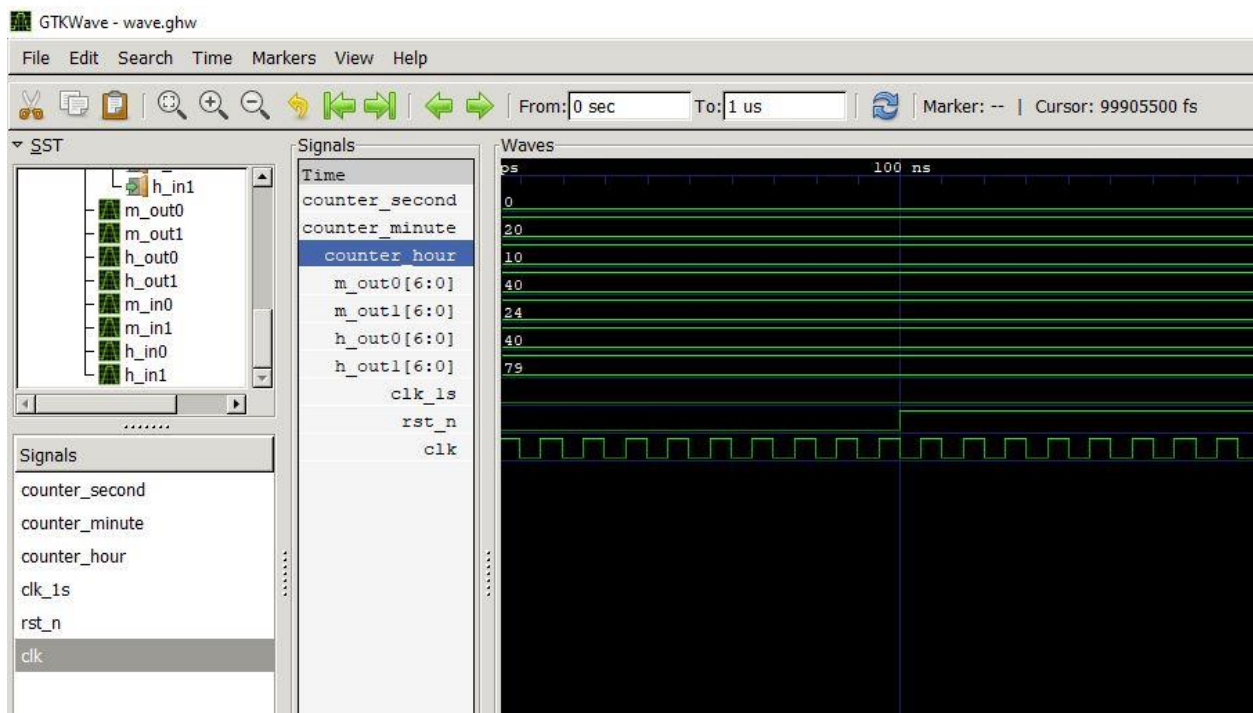 GTKWave - wave.ghw
File Edit Search Time Markers View Help
From: 0 sec To: 1 us Marker: -- | Cursor: 99905500 fs
SST
h_in1
m_out0
m_out1
h_out0
h_out1
m_in0
m_in1
h_in0
h_in1
Signals
counter_second
counter_minute
counter_hour
clk_1s
rst_n
clk
Signals
Time
counter_second
counter_minute
counter_hour
m_out0[6:0]
m_out1[6:0]
h_out0[6:0]
h_out1[6:0]
clk_1s
rst_n
clk
Waves
ps 100 ns
0
20
10
40
24
40
79